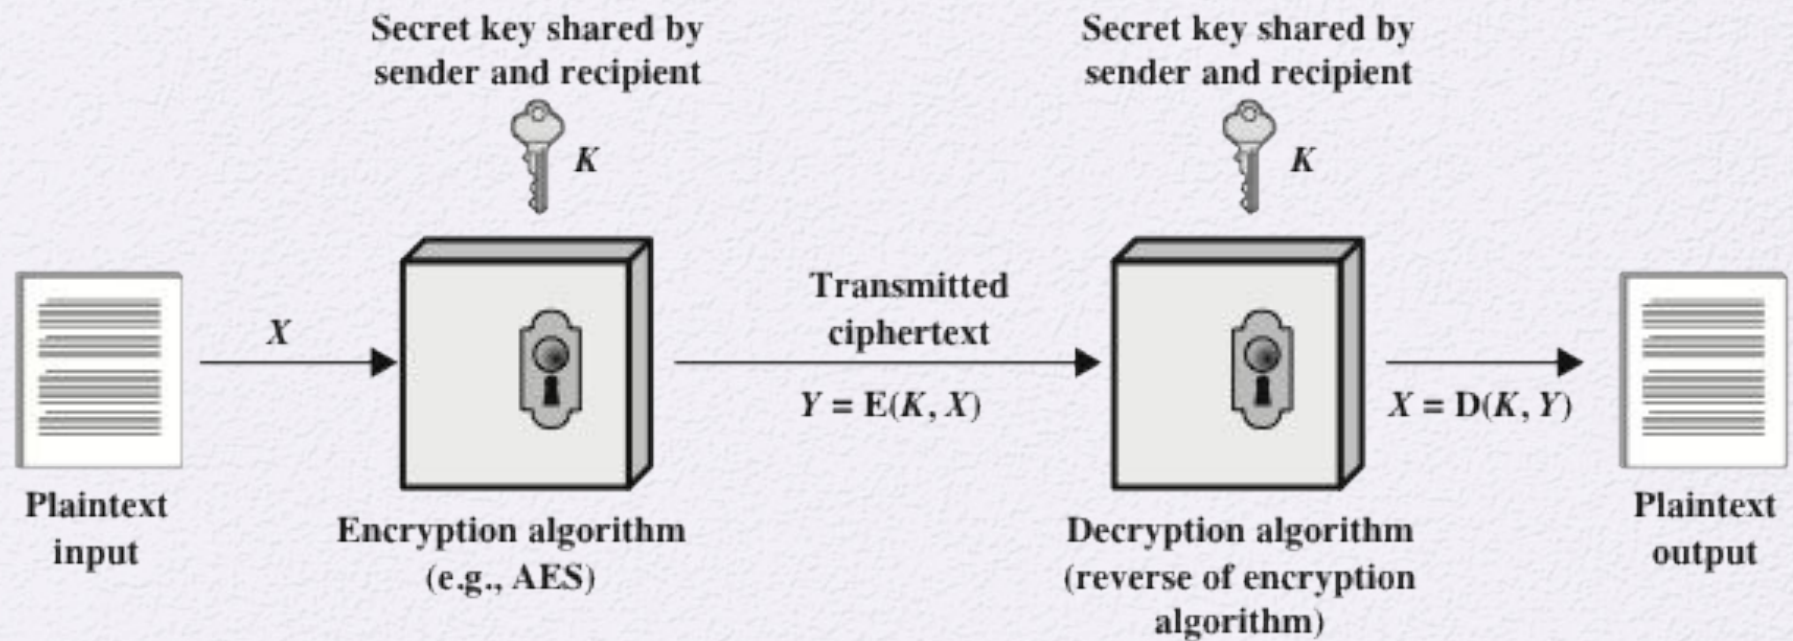 Secret key shared by
sender and recipient
K
Secret key shared by
sender and recipient
K
X
Transmitted
ciphertext
Y = E(K, X)
X = D(K, Y)
Plaintext
input
Encryption algorithm
(e.g., AES)
Decryption algorithm
(reverse of encryption
algorithm)
Plaintext
output